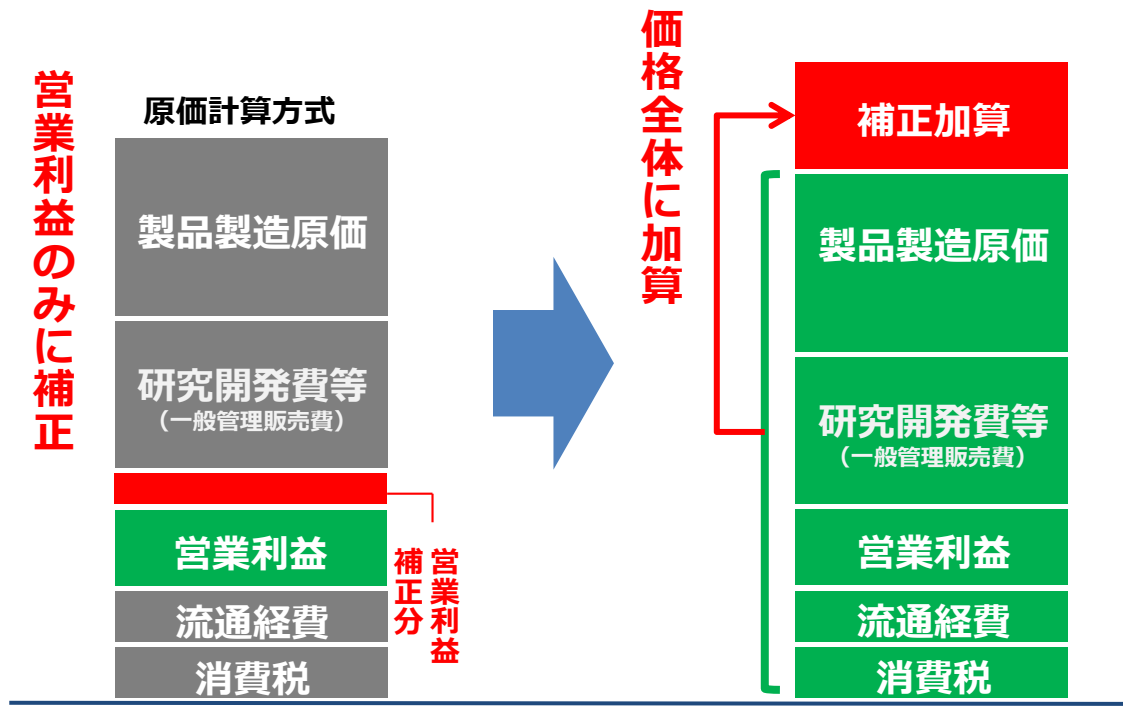 営業利益のみに補正
原価計算方式
製品製造原価
研究開発費等
（一般管理販売費）
営業利益
補正分
営業利益
流通経費
消費税
価格全体に加算
補正加算
製品製造原価
研究開発費等
（一般管理販売費）
営業利益
流通経費
消費税